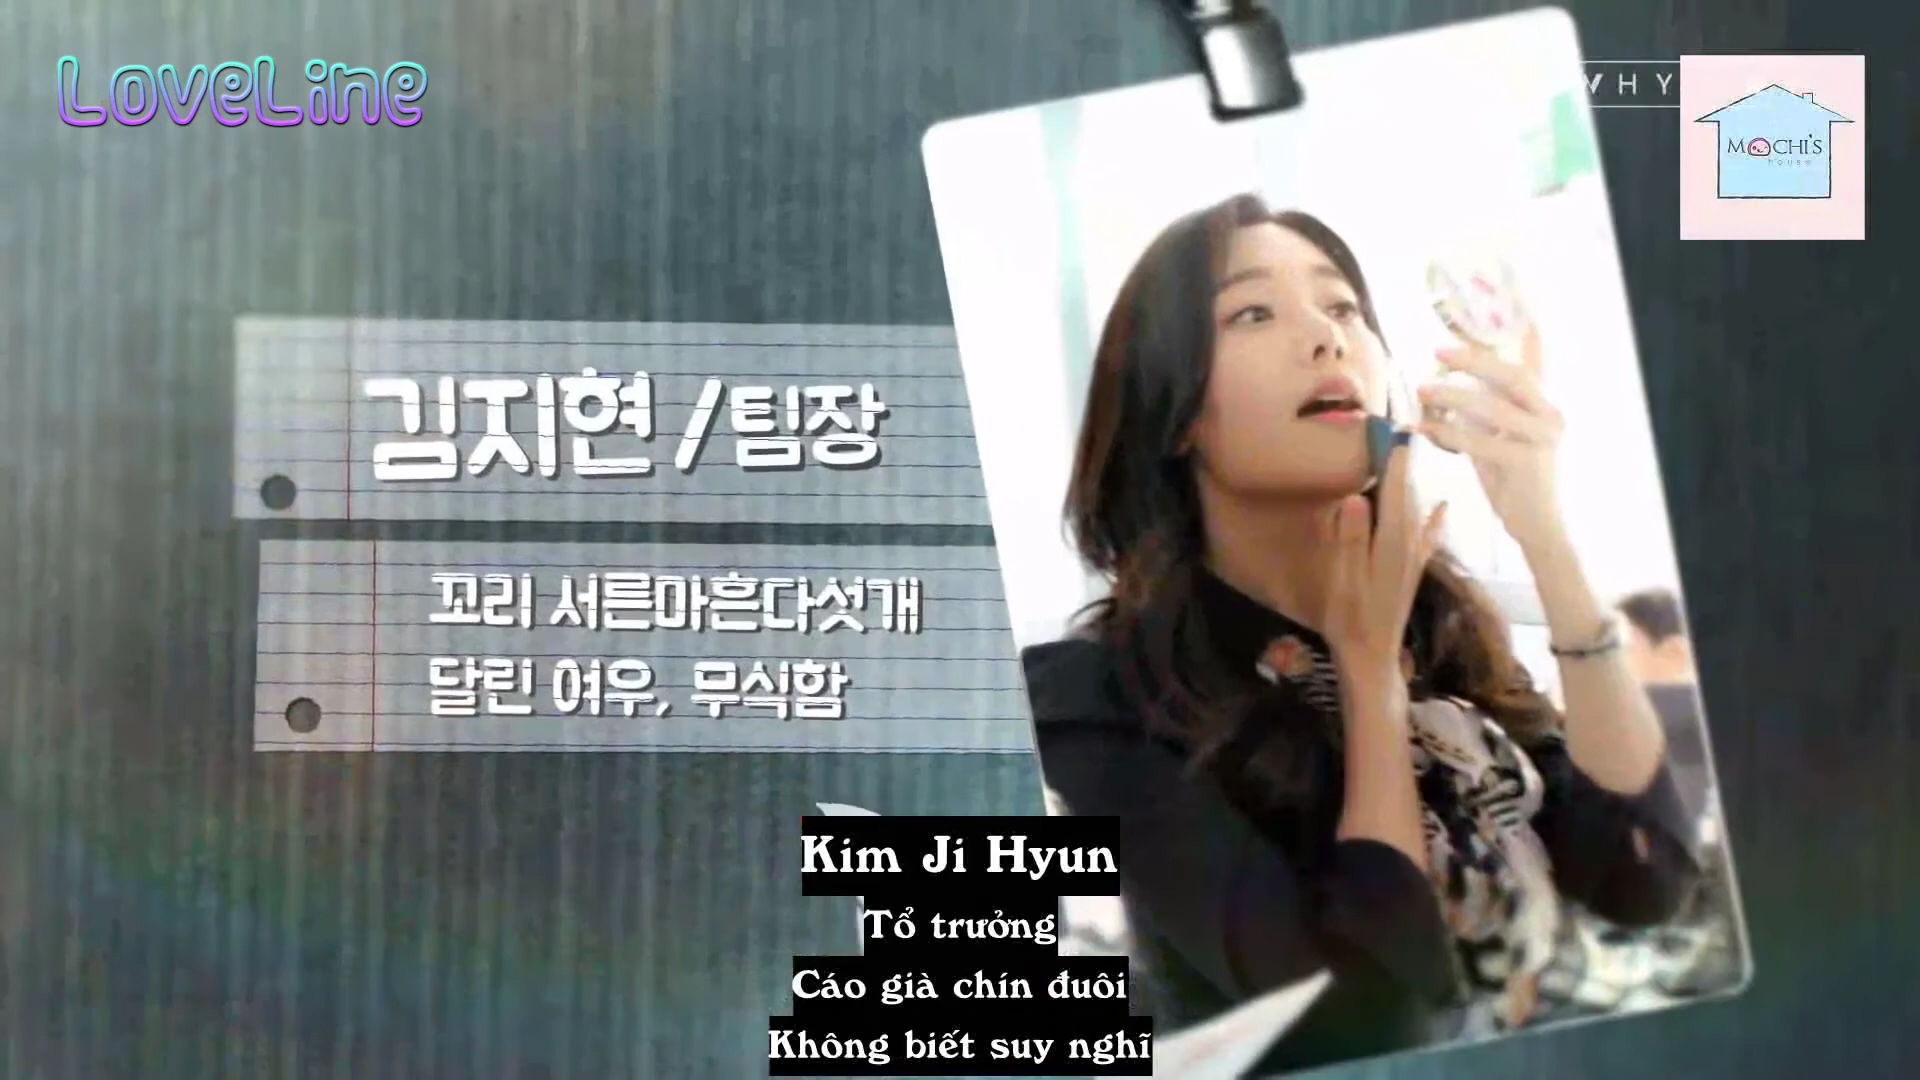 LoveLine
WHY
MOCHI'S
house
김지현/팀장
꼬리 서른마흔다섯개
달린 여우, 무식함
Kim Ji Hyun
Tổ trưởng
Cáo già chín đuôi
Không biết suy nghĩ